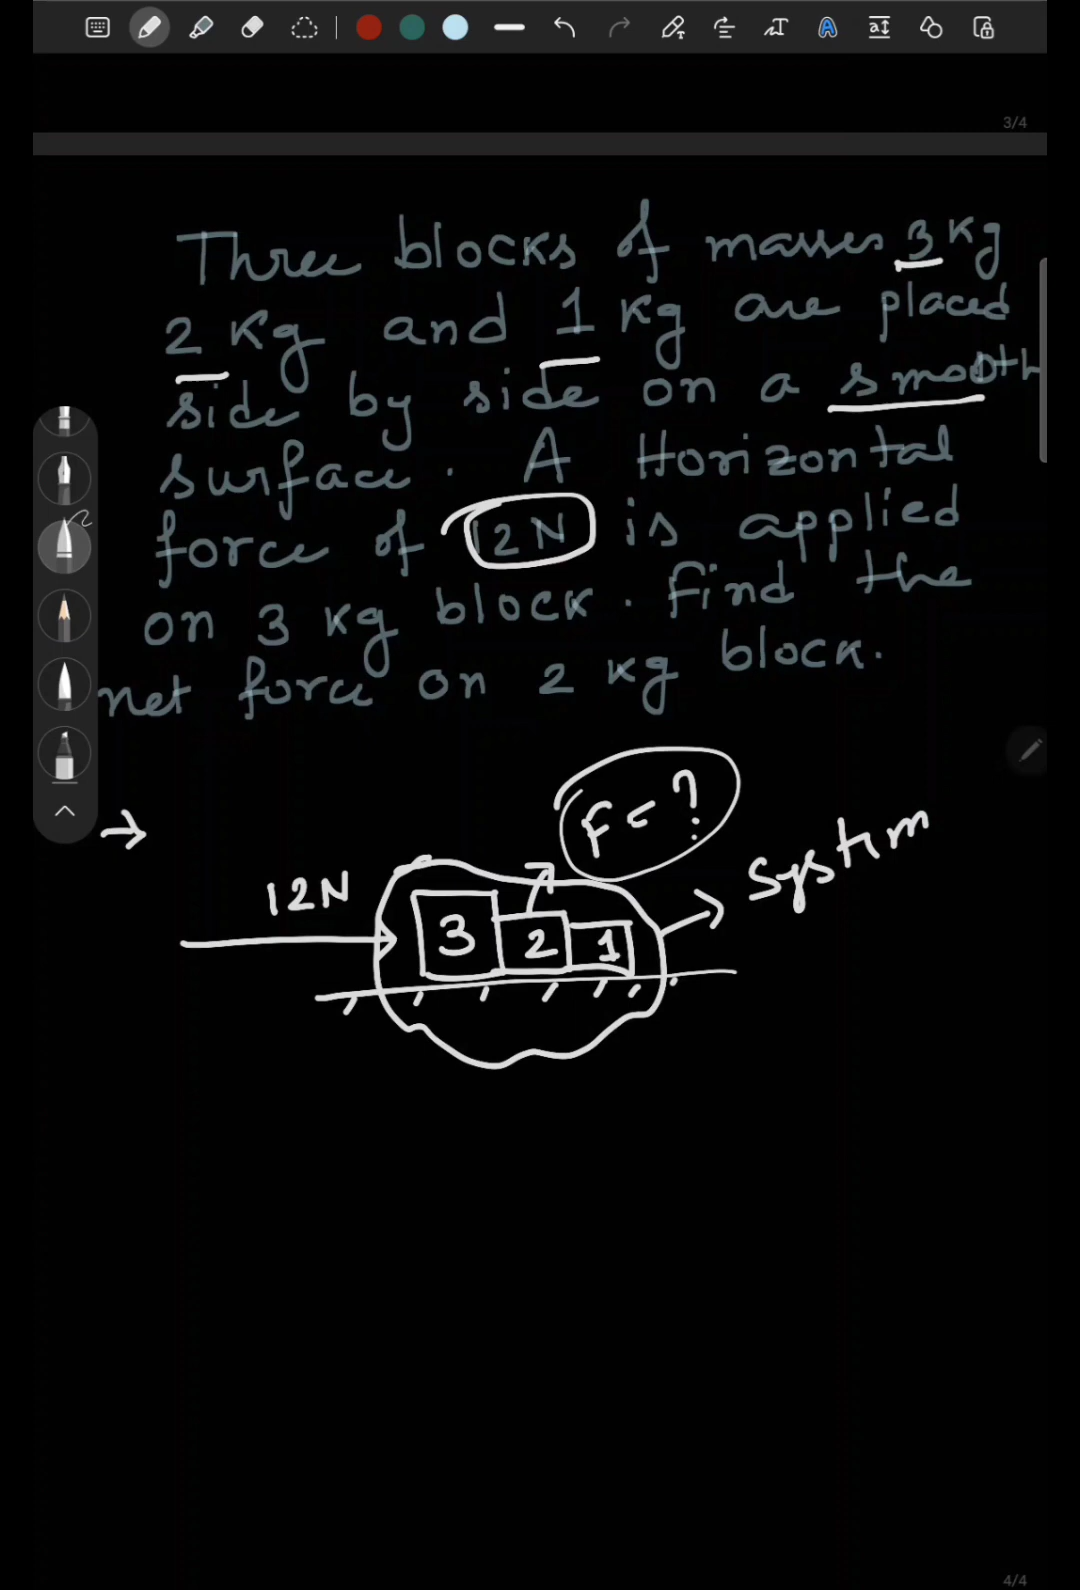 3/4
Three blocks of masses 3 Kg
2 Kg and 1 Kg are placed
side by side on a smooth
surface. A Horizontal
force of 12N is applied
on 3 kg block. find the
net force on 2 kg block.
F = ?
→ System
12N
3 2 1
4/4